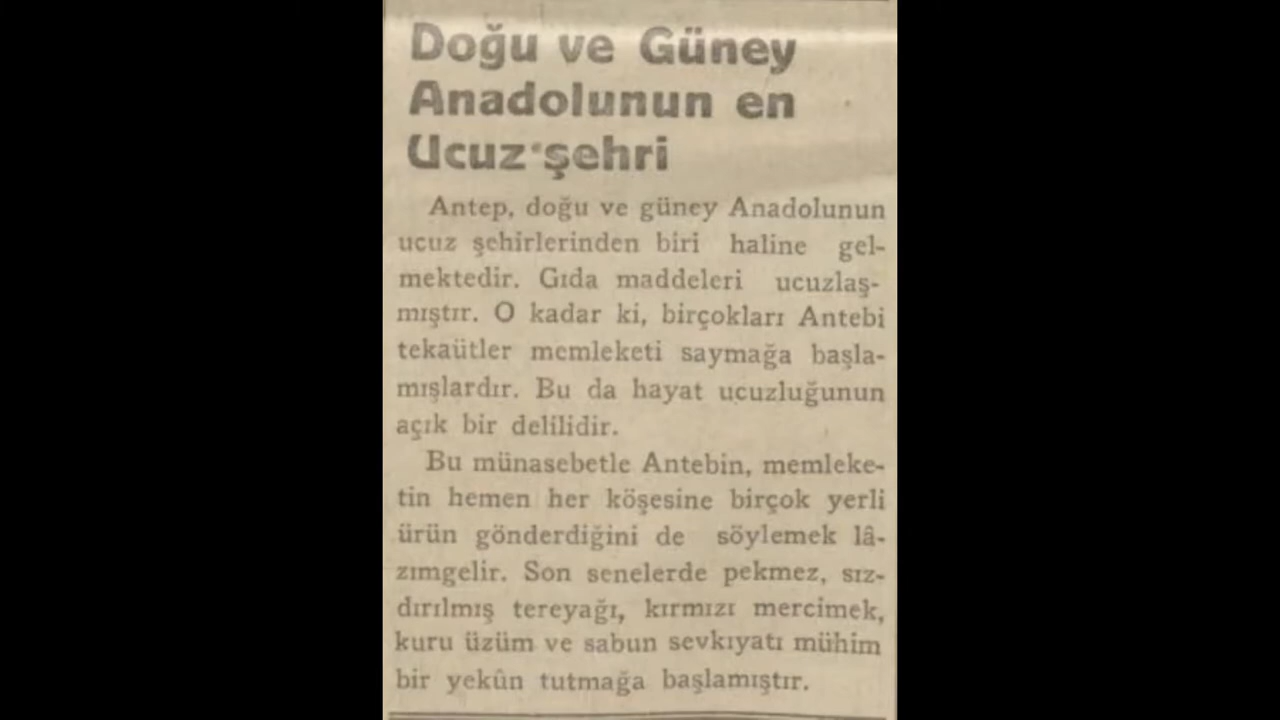 Doğu ve Güney
Anadolunun en
Ucuz şehri
Antep, doğu ve güney Anadolunun
ucuz şehirlerinden biri haline gel-
mektedir. Gıda maddeleri ucuzlaş-
mıştır. O kadar ki, birçokları Antebi
tekaütler memleketi saymağa başla-
mışlardır. Bu da hayat ucuzluğunun
açık bir delilidir.
Bu münasebetle Antebin, memleke-
tin hemen her köşesine birçok yerli
ürün gönderdiğini de söylemek lâ-
zımgelir. Son senelerde pekmez, sız-
dırılmış tereyağı, kırmızı mercimek,
kuru üzüm ve sabun sevkıyatı mühim
bir yekûn tutmağa başlamıştır.